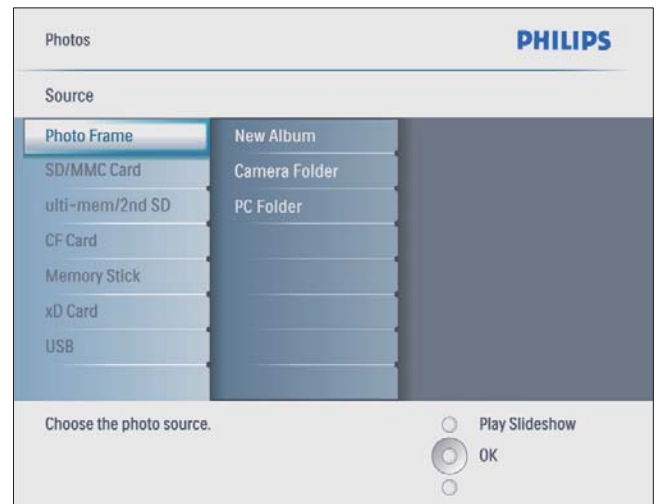 Photos
PHILIPS
Source
Photo Frame
SD/MMC Card
ulti-mem/2nd SD
CF Card
Memory Stick
xD Card
USB
New Album
Camera Folder
PC Folder
Choose the photo source.
Play Slideshow
OK